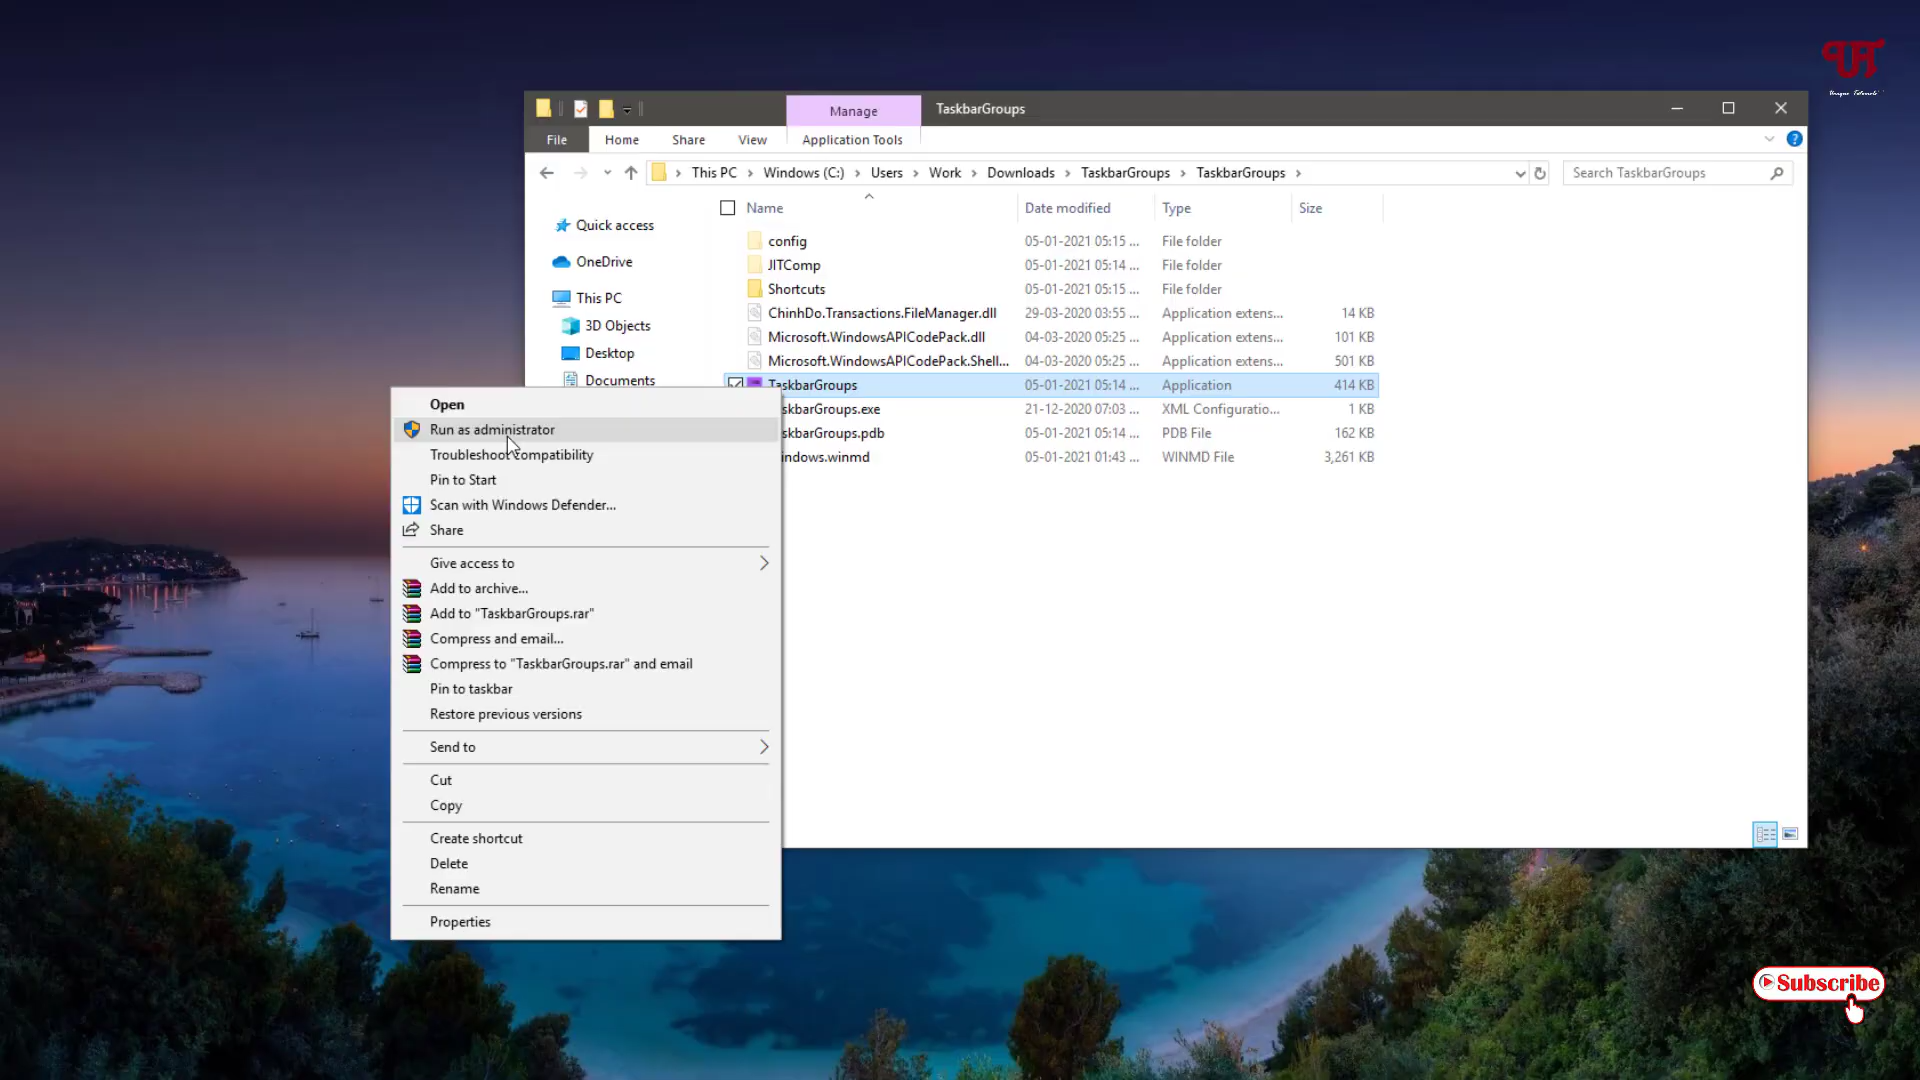 Manage
TaskbarGroups
File
Home
Share
View
Application Tools
This PC
Windows (C:)
Users
Work
Downloads
TaskbarGroups
TaskbarGroups
Search TaskbarGroups
Name
Date modified
Type
Size
Quick access
OneDrive
This PC
3D Objects
Desktop
Documents
config 05-01-2021 05:15 ... File folder
JITComp 05-01-2021 05:14 ... File folder
Shortcuts 05-01-2021 05:15 ... File folder
ChinhDo.Transactions.FileManager.dll 29-03-2020 03:55 ... Application extens... 14 KB
Microsoft.WindowsAPICodePack.dll 04-03-2020 05:25 ... Application extens... 101 KB
Microsoft.WindowsAPICodePack.Shell... 04-03-2020 05:25 ... Application extens... 501 KB
TaskbarGroups 05-01-2021 05:14 ... Application 414 KB
skbarGroups.exe 21-12-2020 07:03 ... XML Configuratio... 1 KB
skbarGroups.pdb 05-01-2021 05:14 ... PDB File 162 KB
indows.winmd 05-01-2021 01:43 ... WINMD File 3,261 KB
Open
Run as administrator
Troubleshoot compatibility
Pin to Start
Scan with Windows Defender...
Share
Give access to
Add to archive...
Add to "TaskbarGroups.rar"
Compress and email...
Compress to "TaskbarGroups.rar" and email
Pin to taskbar
Restore previous versions
Send to
Cut
Copy
Create shortcut
Delete
Rename
Properties
UT
Unique Tutorials
Subscribe